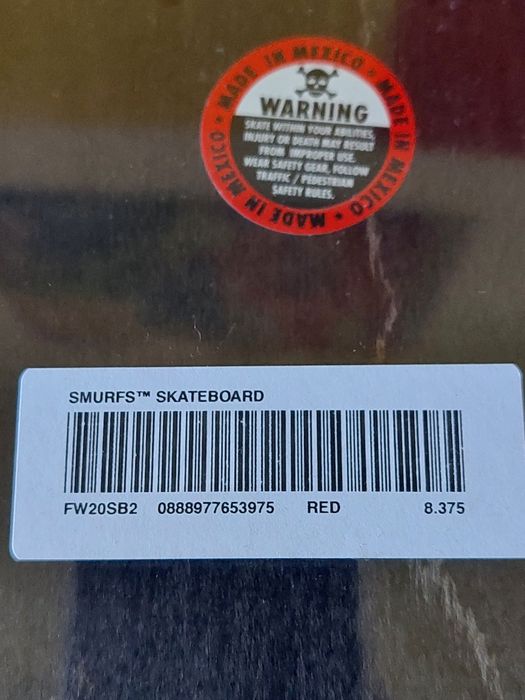 MADE IN MEXICO • MADE IN MEXICO • MADE IN MEXICO •
WARNING
SKATE WITHIN YOUR ABILITIES.
INJURY OR DEATH MAY RESULT
FROM IMPROPER USE.
WEAR SAFETY GEAR, FOLLOW
TRAFFIC / PEDESTRIAN
SAFETY RULES.
SMURFS™ SKATEBOARD
FW20SB2 0888977653975 RED 8.375